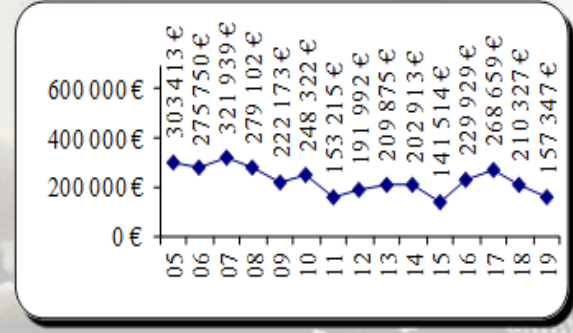 303 413 €
275 750 €
321 939 €
279 102 €
222 173 €
248 322 €
153 215 €
191 992 €
209 875 €
202 913 €
141 514 €
229 929 €
268 659 €
210 327 €
157 347 €
600 000 €
400 000 €
200 000 €
0 €
05
06
07
08
09
10
11
12
13
14
15
16
17
18
19